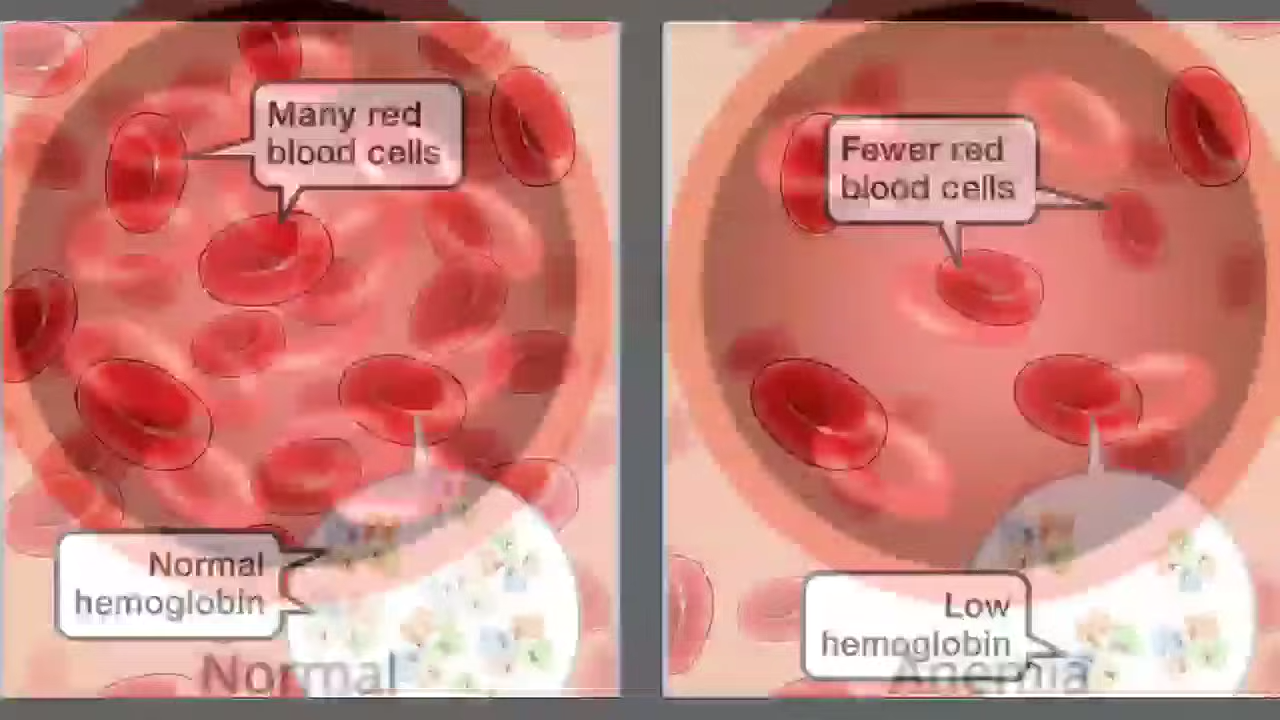 Many red
blood cells
Fewer red
blood cells
Normal
hemoglobin
Low
hemoglobin
Normal
Anemia